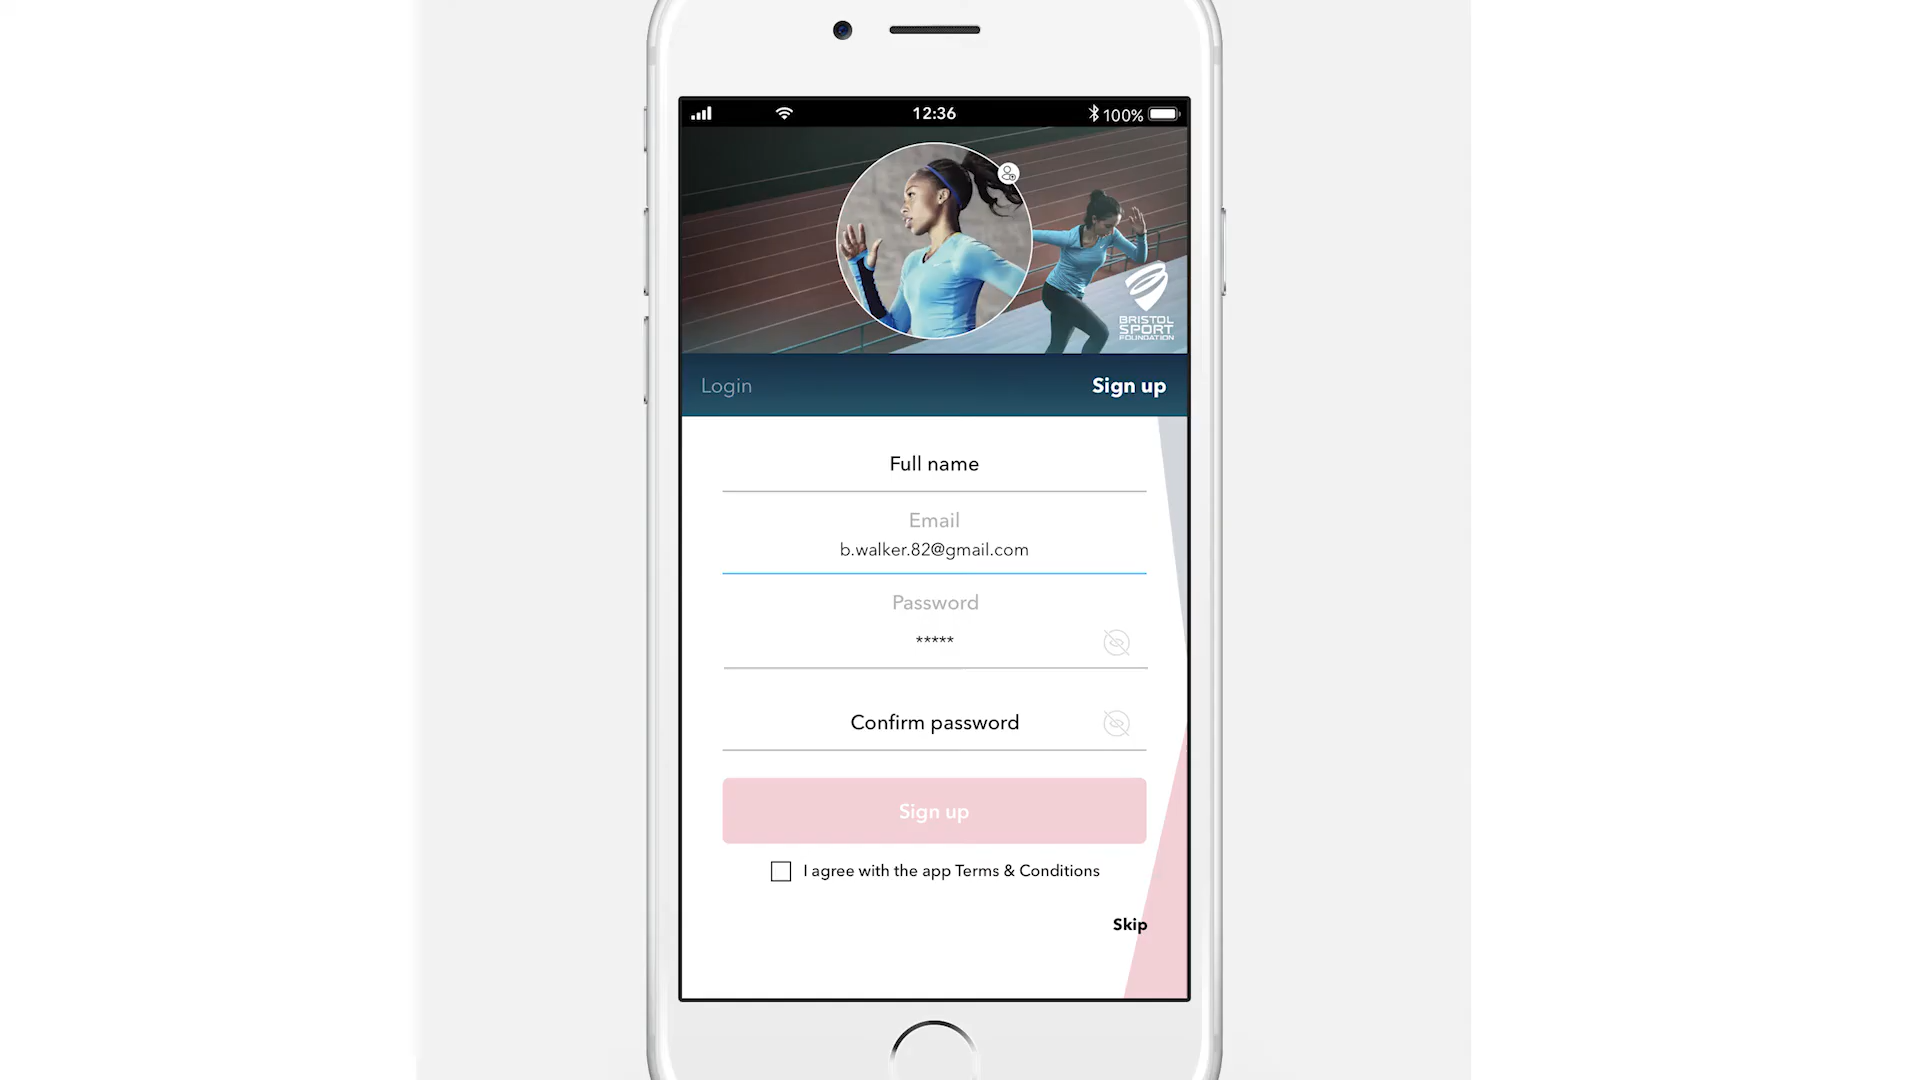 12:36
100%
BRISTOL
SPORT
FOUNDATION
Login
Sign up
Full name
Email
b.walker.82@gmail.com
Password
*****
Confirm password
Sign up
I agree with the app Terms & Conditions
Skip